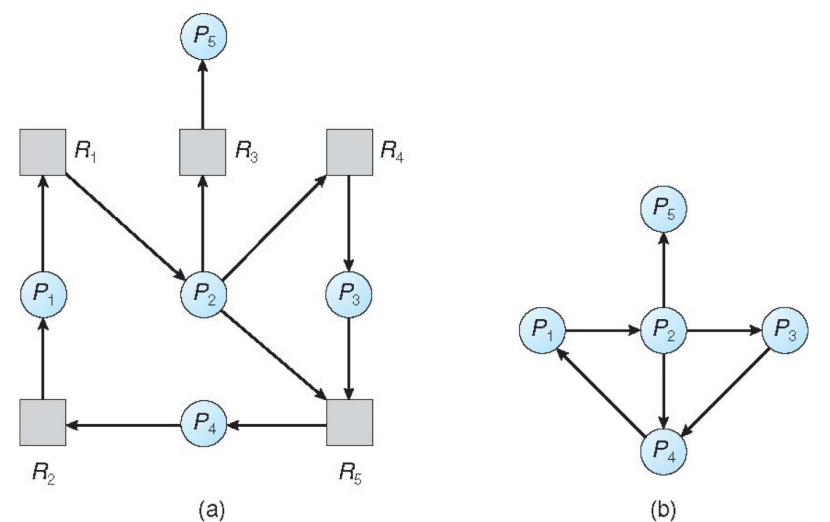 P₅
R₁ R₃ R₄
P₁ P₂ P₃
P₄
R₂ R₅
(a)
P₅
P₁ P₂ P₃
P₄
(b)